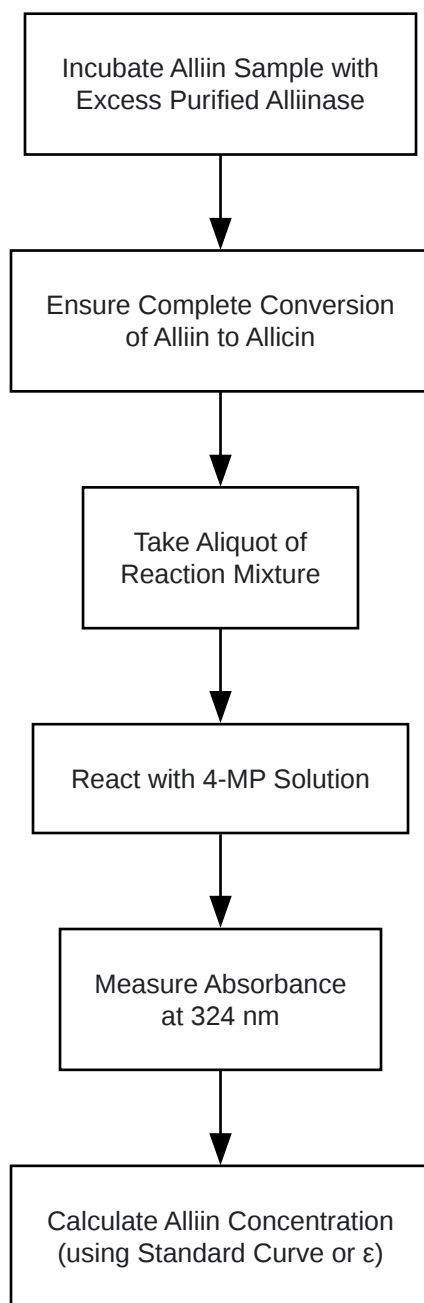 Incubate Alliin Sample with
Excess Purified Alliinase
Ensure Complete Conversion
of Alliin to Allicin
Take Aliquot of
Reaction Mixture
React with 4-MP Solution
Measure Absorbance
at 324 nm
Calculate Alliin Concentration
(using Standard Curve or ε)